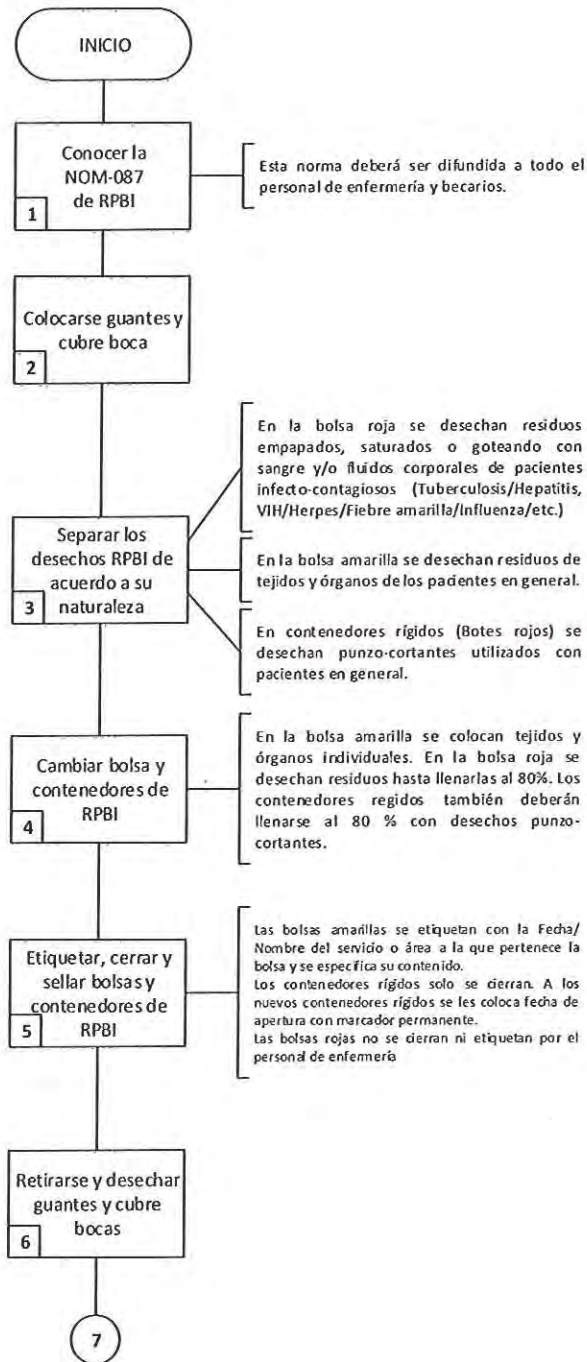 INICIO
Conocer la
NOM-087
de RPBI
1
Esta norma deberá ser difundida a todo el
personal de enfermería y becarios.
Colocarse guantes y
cubre boca
2
Separar los
desechos RPBI de
acuerdo a su
naturaleza
3
En la bolsa roja se desechan residuos
empapados, saturados o goteando con
sangre y/o fluidos corporales de pacientes
infecto-contagiosos (Tuberculosis/Hepatitis,
VIH/Herpes/Fiebre amarilla/Influenza/etc.)
En la bolsa amarilla se desechan residuos de
tejidos y órganos de los pacientes en general.
En contenedores rígidos (Botes rojos) se
desechan punzo-cortantes utilizados con
pacientes en general.
Cambiar bolsa y
contenedores de
RPBI
4
En la bolsa amarilla se colocan tejidos y
órganos individuales. En la bolsa roja se
desechan residuos hasta llenarlas al 80%. Los
contenedores regidos también deberán
llenarse al 80 % con desechos punzo-
cortantes.
Etiquetar, cerrar y
sellar bolsas y
contenedores de
RPBI
5
Las bolsas amarillas se etiquetan con la Fecha/
Nombre del servicio o área a la que pertenece la
bolsa y se especifica su contenido.
Los contenedores rígidos solo se cierran. A los
nuevos contenedores rígidos se les coloca fecha de
apertura con marcador permanente.
Las bolsas rojas no se cierran ni etiquetan por el
personal de enfermería
Retirarse y desechar
guantes y cubre
bocas
6
7